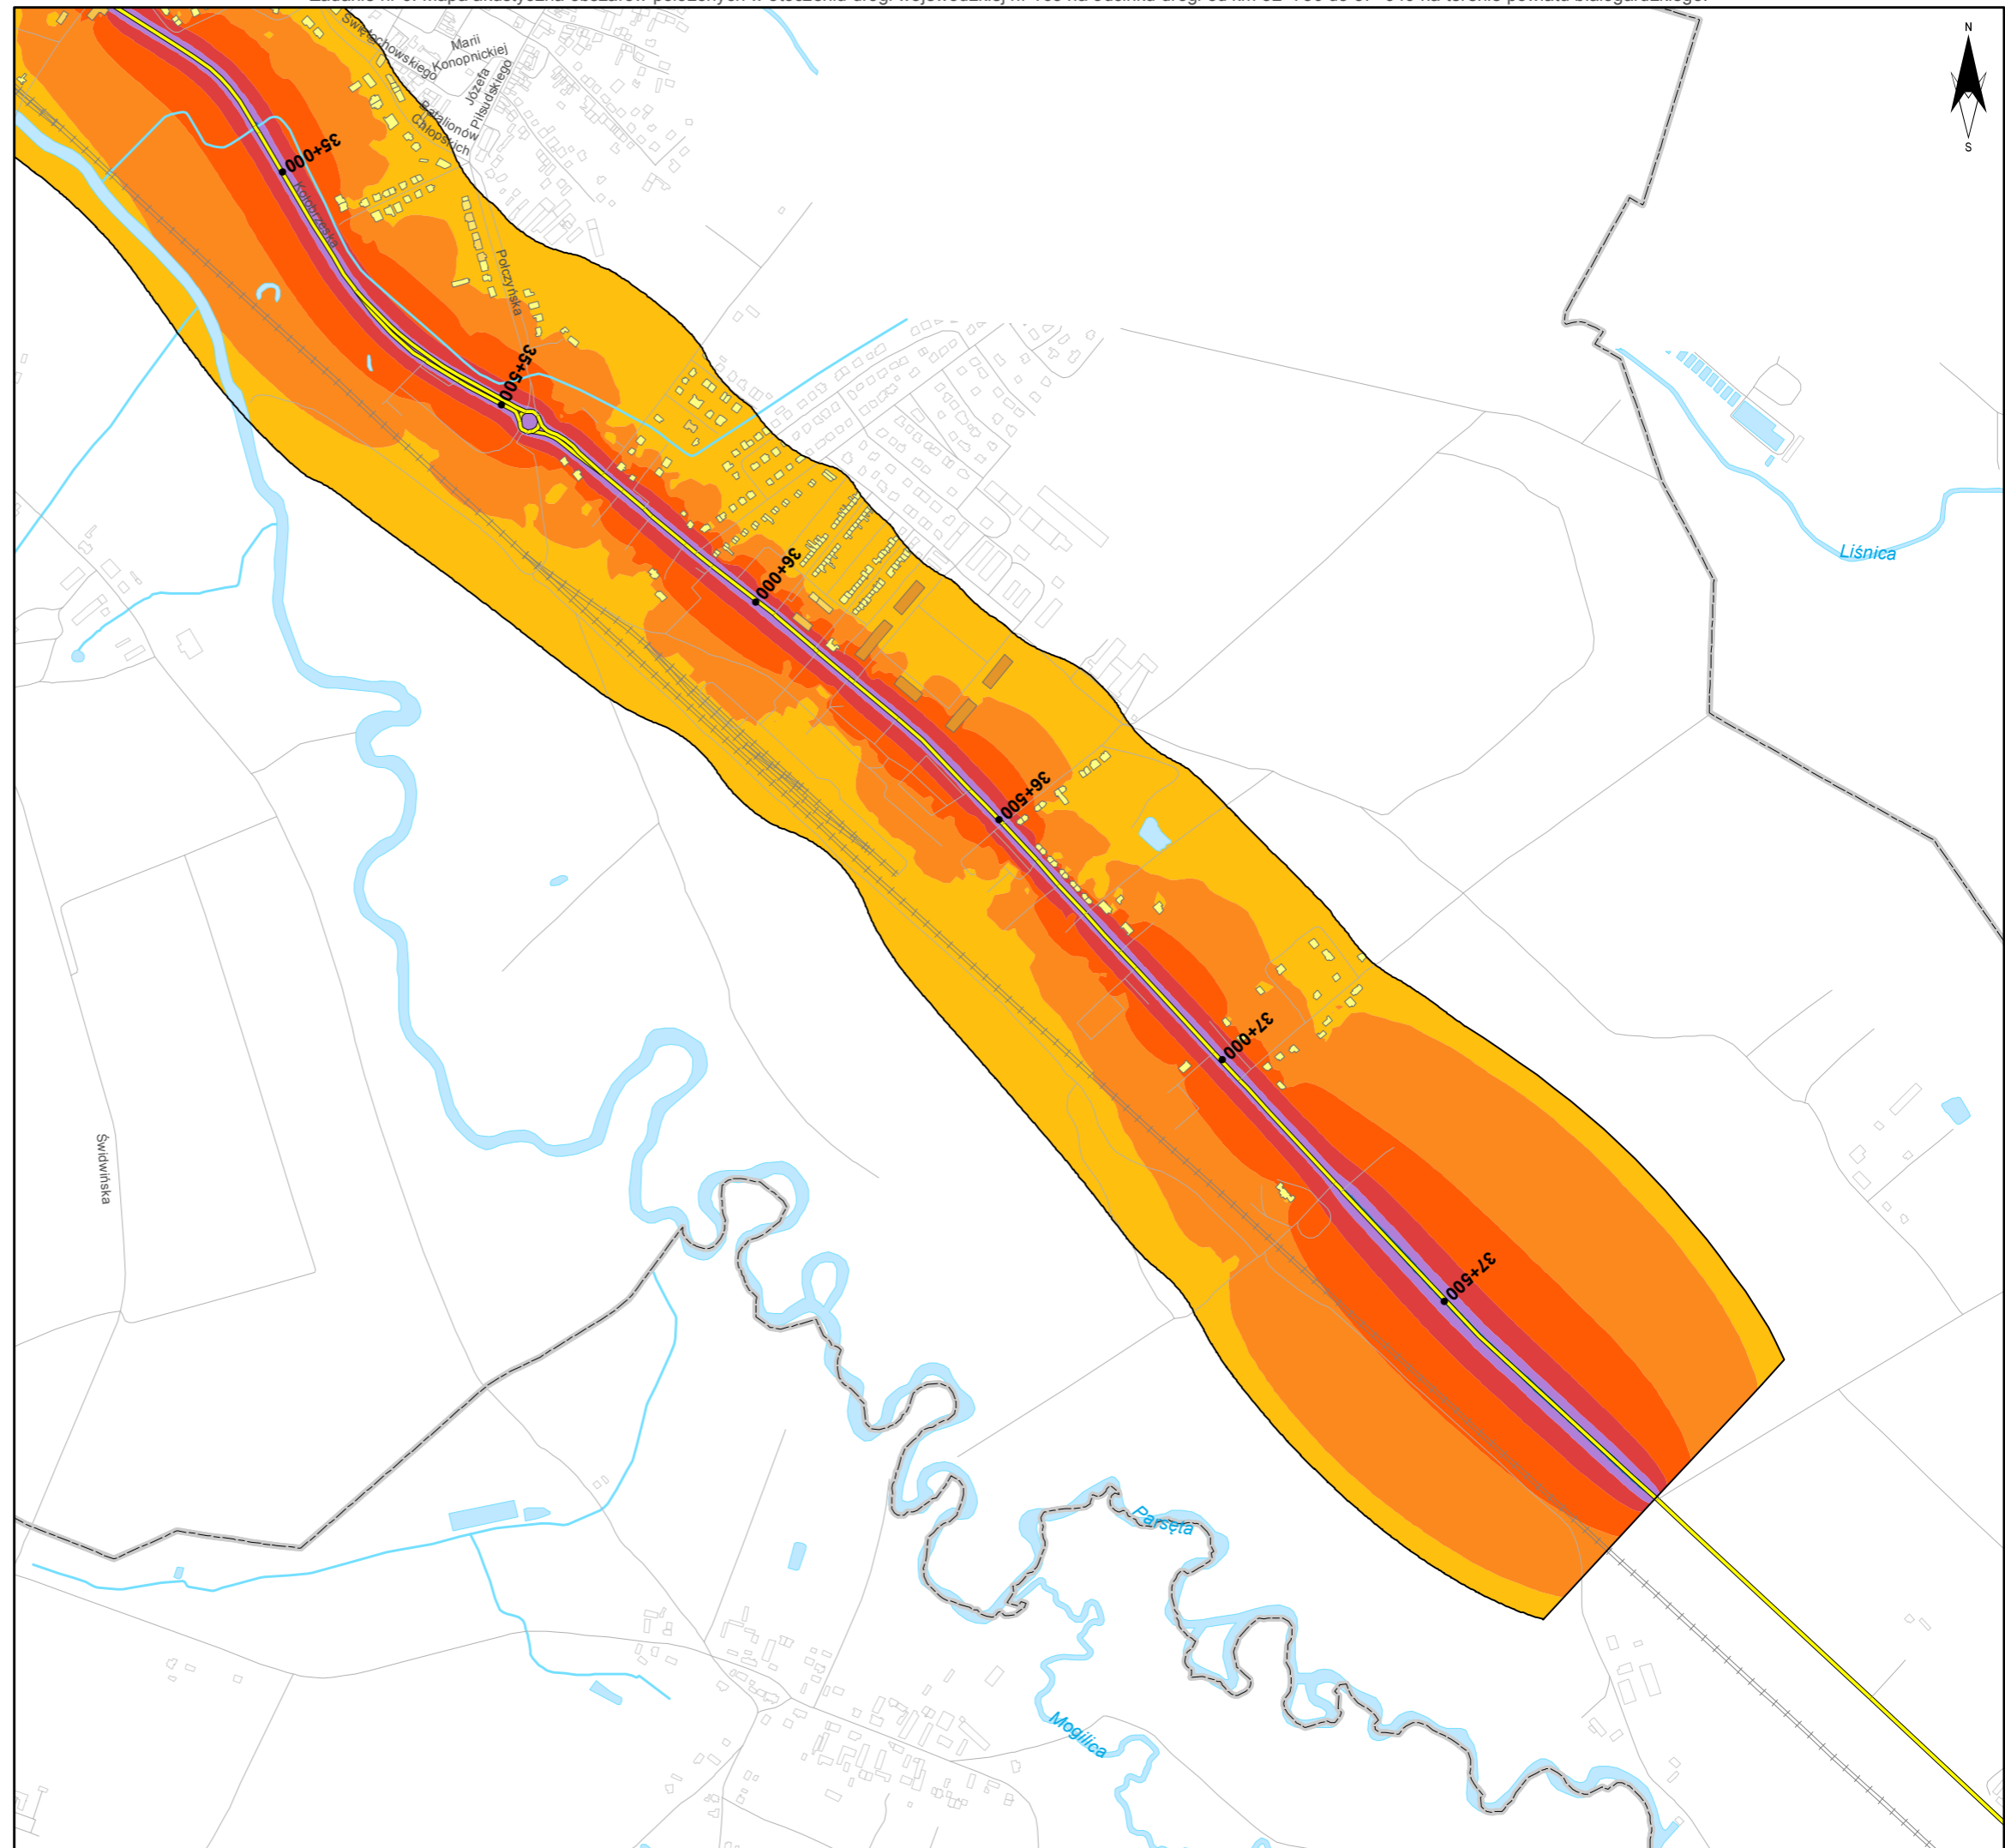 N
S
Świętochowskiego
Marii
Konopnickiej
Józefa
Piłsudskiego
Batalionów
Chłopskich
35+000
Kołobrzeska
Połczyńska
35+500
36+000
36+500
37+000
37+500
Liśnica
Świdwińska
Parsęta
Mogilica